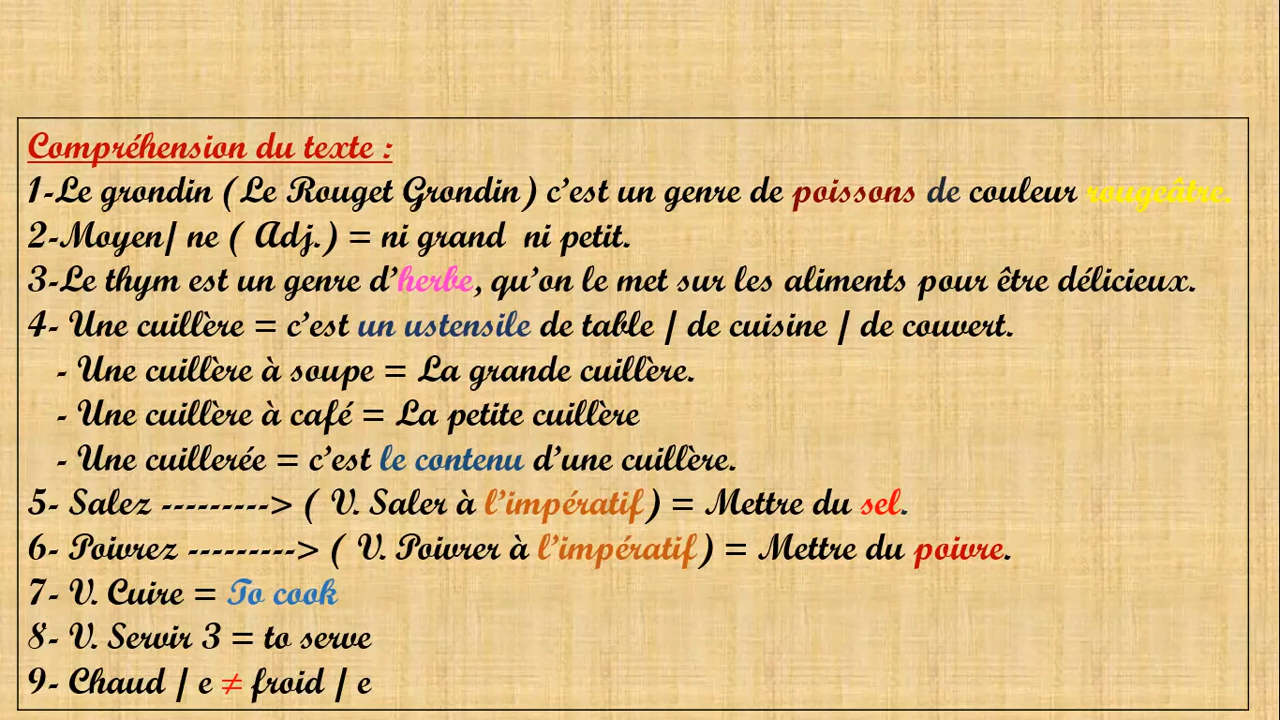 Compréhension du texte :
1-Le grondin ( Le Rouget Grondin ) c’est un genre de poissons de couleur rougeâtre.
2-Moyen/ ne ( Adj. ) = ni grand ni petit.
3-Le thym est un genre d’herbe, qu’on le met sur les aliments pour être délicieux.
4- Une cuillère = c’est un ustensile de table / de cuisine / de couvert.
- Une cuillère à soupe = La grande cuillère.
- Une cuillère à café = La petite cuillère
- Une cuillerée = c’est le contenu d’une cuillère.
5- Salez ---------> ( V. Saler à l’impératif ) = Mettre du sel.
6- Poivrez ---------> ( V. Poivrer à l’impératif ) = Mettre du poivre.
7- V. Cuire = To cook
8- V. Servir 3 = to serve
9- Chaud / e ≠ froid / e